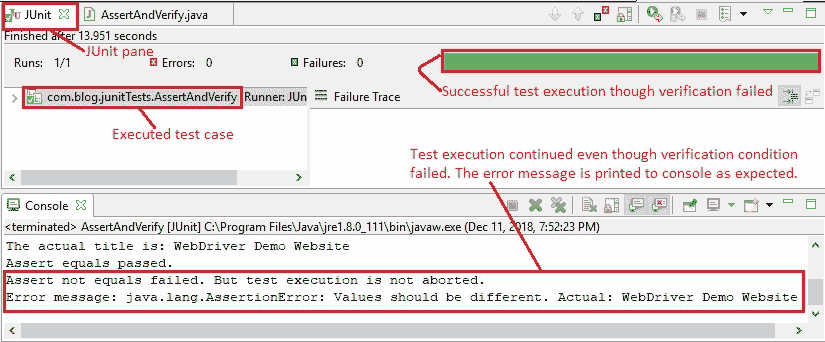 JUnit AssertAndVerify.java
Finished after 13.951 seconds
JUnit pane
Runs: 1/1 Errors: 0 Failures: 0
Successful test execution though verification failed
com.blog.junitTests.AssertAndVerify [Runner: JUn
Failure Trace
Executed test case
Test execution continued even though verification condition
failed. The error message is printed to console as expected.
Console
<terminated> AssertAndVerify [JUnit] C:\Program Files\Java\jre1.8.0_111\bin\javaw.exe (Dec 11, 2018, 7:52:23 PM)
The actual title is: WebDriver Demo Website
Assert equals passed.
Assert not equals failed. But test execution is not aborted.
Error message: java.lang.AssertionError: Values should be different. Actual: WebDriver Demo Website